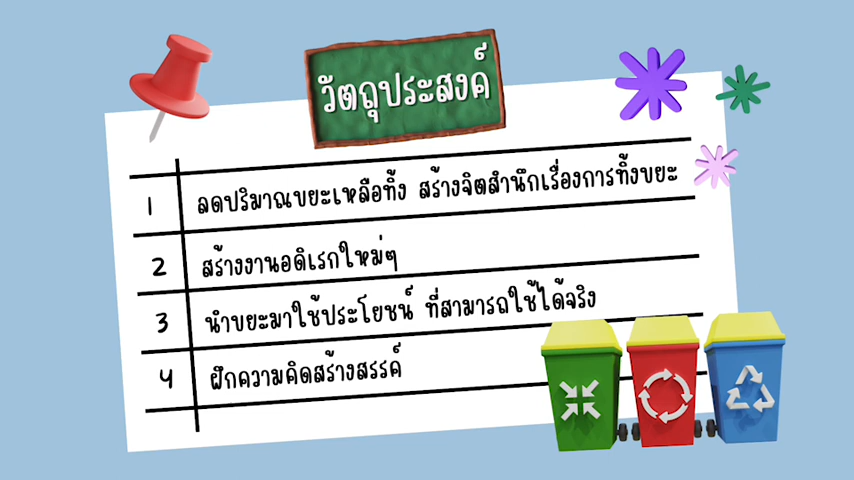 วัตถุประสงค์
1 ลดปริมาณขยะเหลือทิ้ง สร้างจิตสำนึกเรื่องการทิ้งขยะ
2 สร้างงานอดิเรกใหม่ๆ
3 นำขยะมาใช้ประโยชน์ ที่สามารถใช้ได้จริง
4 ฝึกความคิดสร้างสรรค์